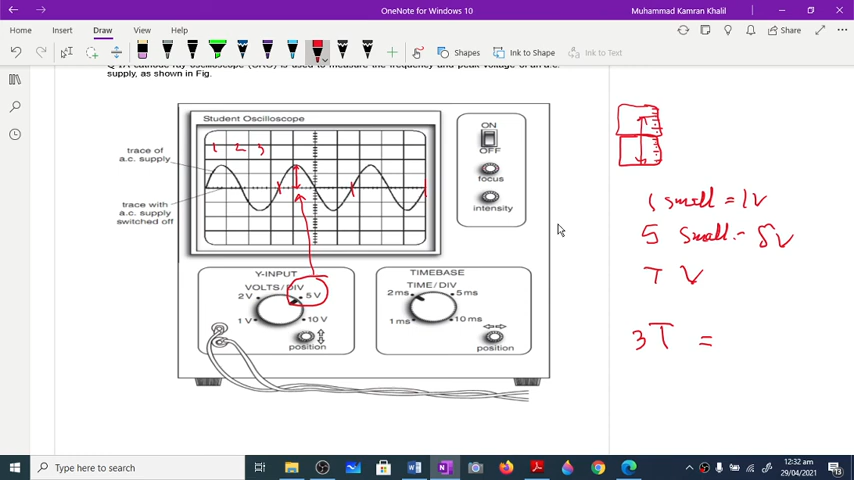 OneNote for Windows 10
Muhammad Kamran Khalil
Home Insert Draw View Help
Share
Shapes
Ink to Shape
Ink to Text
supply, as shown in Fig.
Student Oscilloscope
1 2 3
trace of
a.c. supply
trace with
a.c. supply
switched off
ON
OFF
focus
intensity
Y-INPUT
VOLTS/DIV
2 V
5 V
1 V
10 V
position
TIMEBASE
TIME/DIV
2 ms
5 ms
1 ms
10 ms
position
1 small = 1V
5 small = 5V
7 V
3T =
Type here to search
12:32 am
29/04/2021